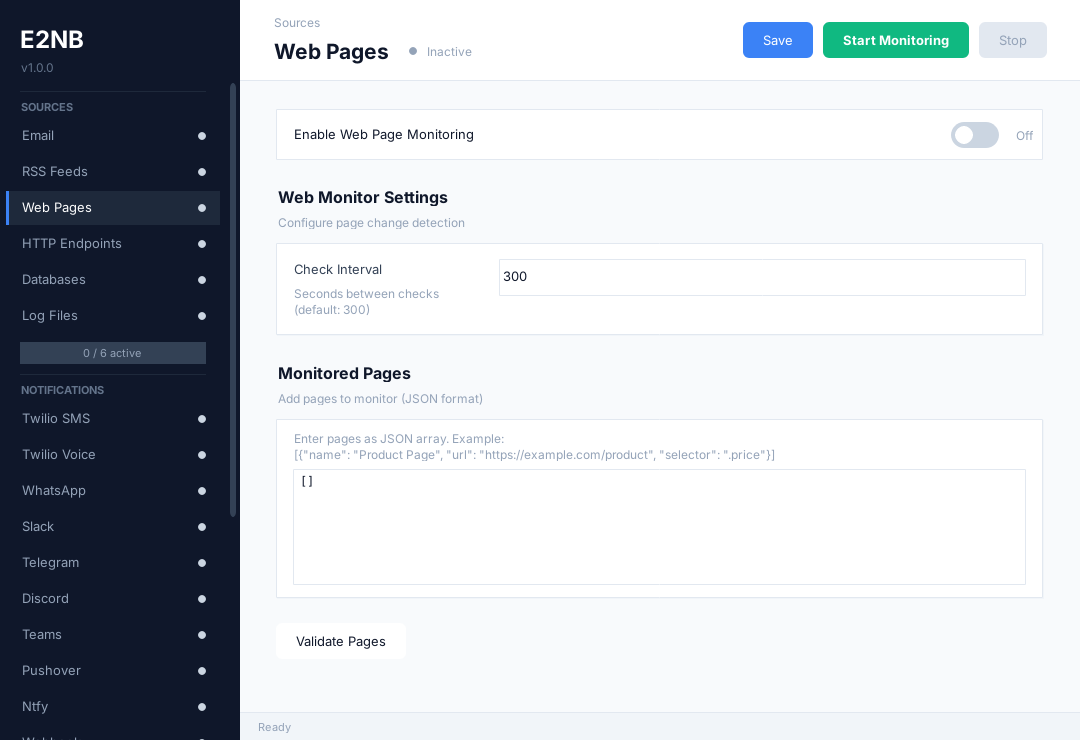 E2NB
v1.0.0
SOURCES
Email
RSS Feeds
Web Pages
HTTP Endpoints
Databases
Log Files
0 / 6 active
NOTIFICATIONS
Twilio SMS
Twilio Voice
WhatsApp
Slack
Telegram
Discord
Teams
Pushover
Ntfy
Sources
Web Pages
Inactive
Save
Start Monitoring
Stop
Enable Web Page Monitoring
Off
Web Monitor Settings
Configure page change detection
Check Interval
300
Seconds between checks
(default: 300)
Monitored Pages
Add pages to monitor (JSON format)
Enter pages as JSON array. Example:
[{"name": "Product Page", "url": "https://example.com/product", "selector": ".price"}]
[]
Validate Pages
Ready